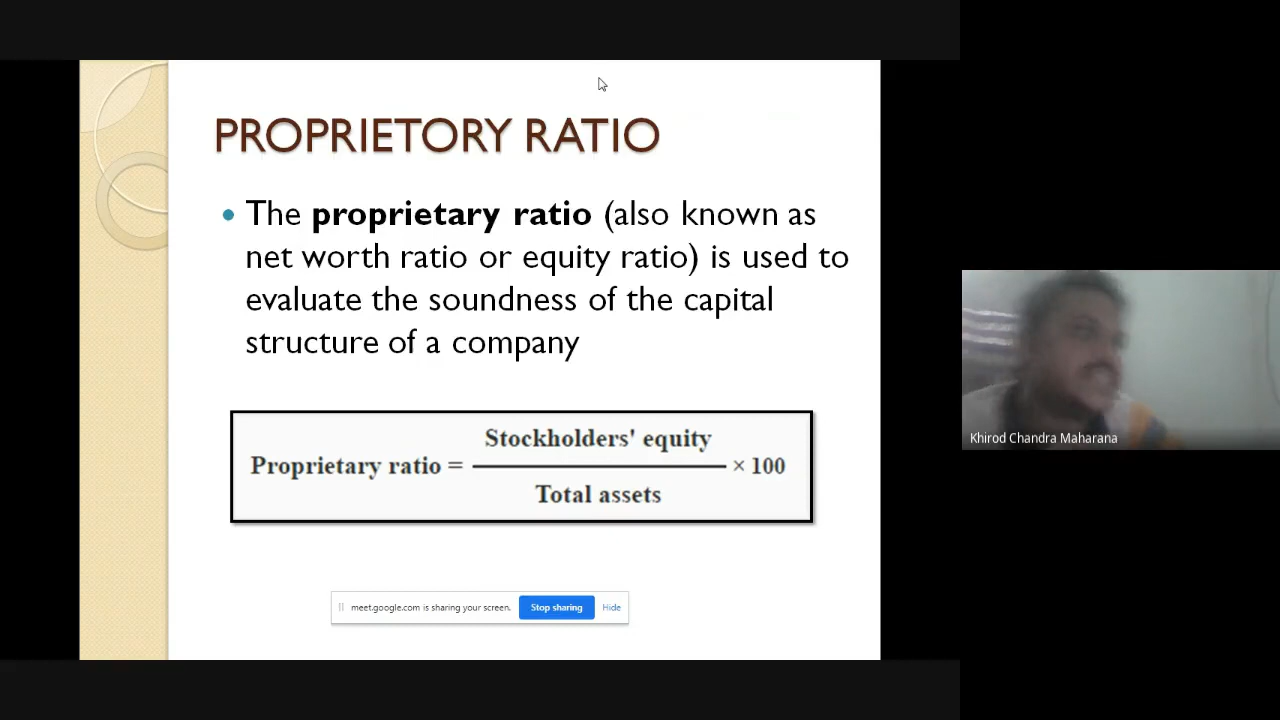 PROPRIETORY RATIO
The proprietary ratio (also known as
net worth ratio or equity ratio) is used to
evaluate the soundness of the capital
structure of a company
Stockholders' equity
Proprietary ratio = × 100
Total assets
meet.google.com is sharing your screen. Stop sharing Hide
Khirod Chandra Maharana